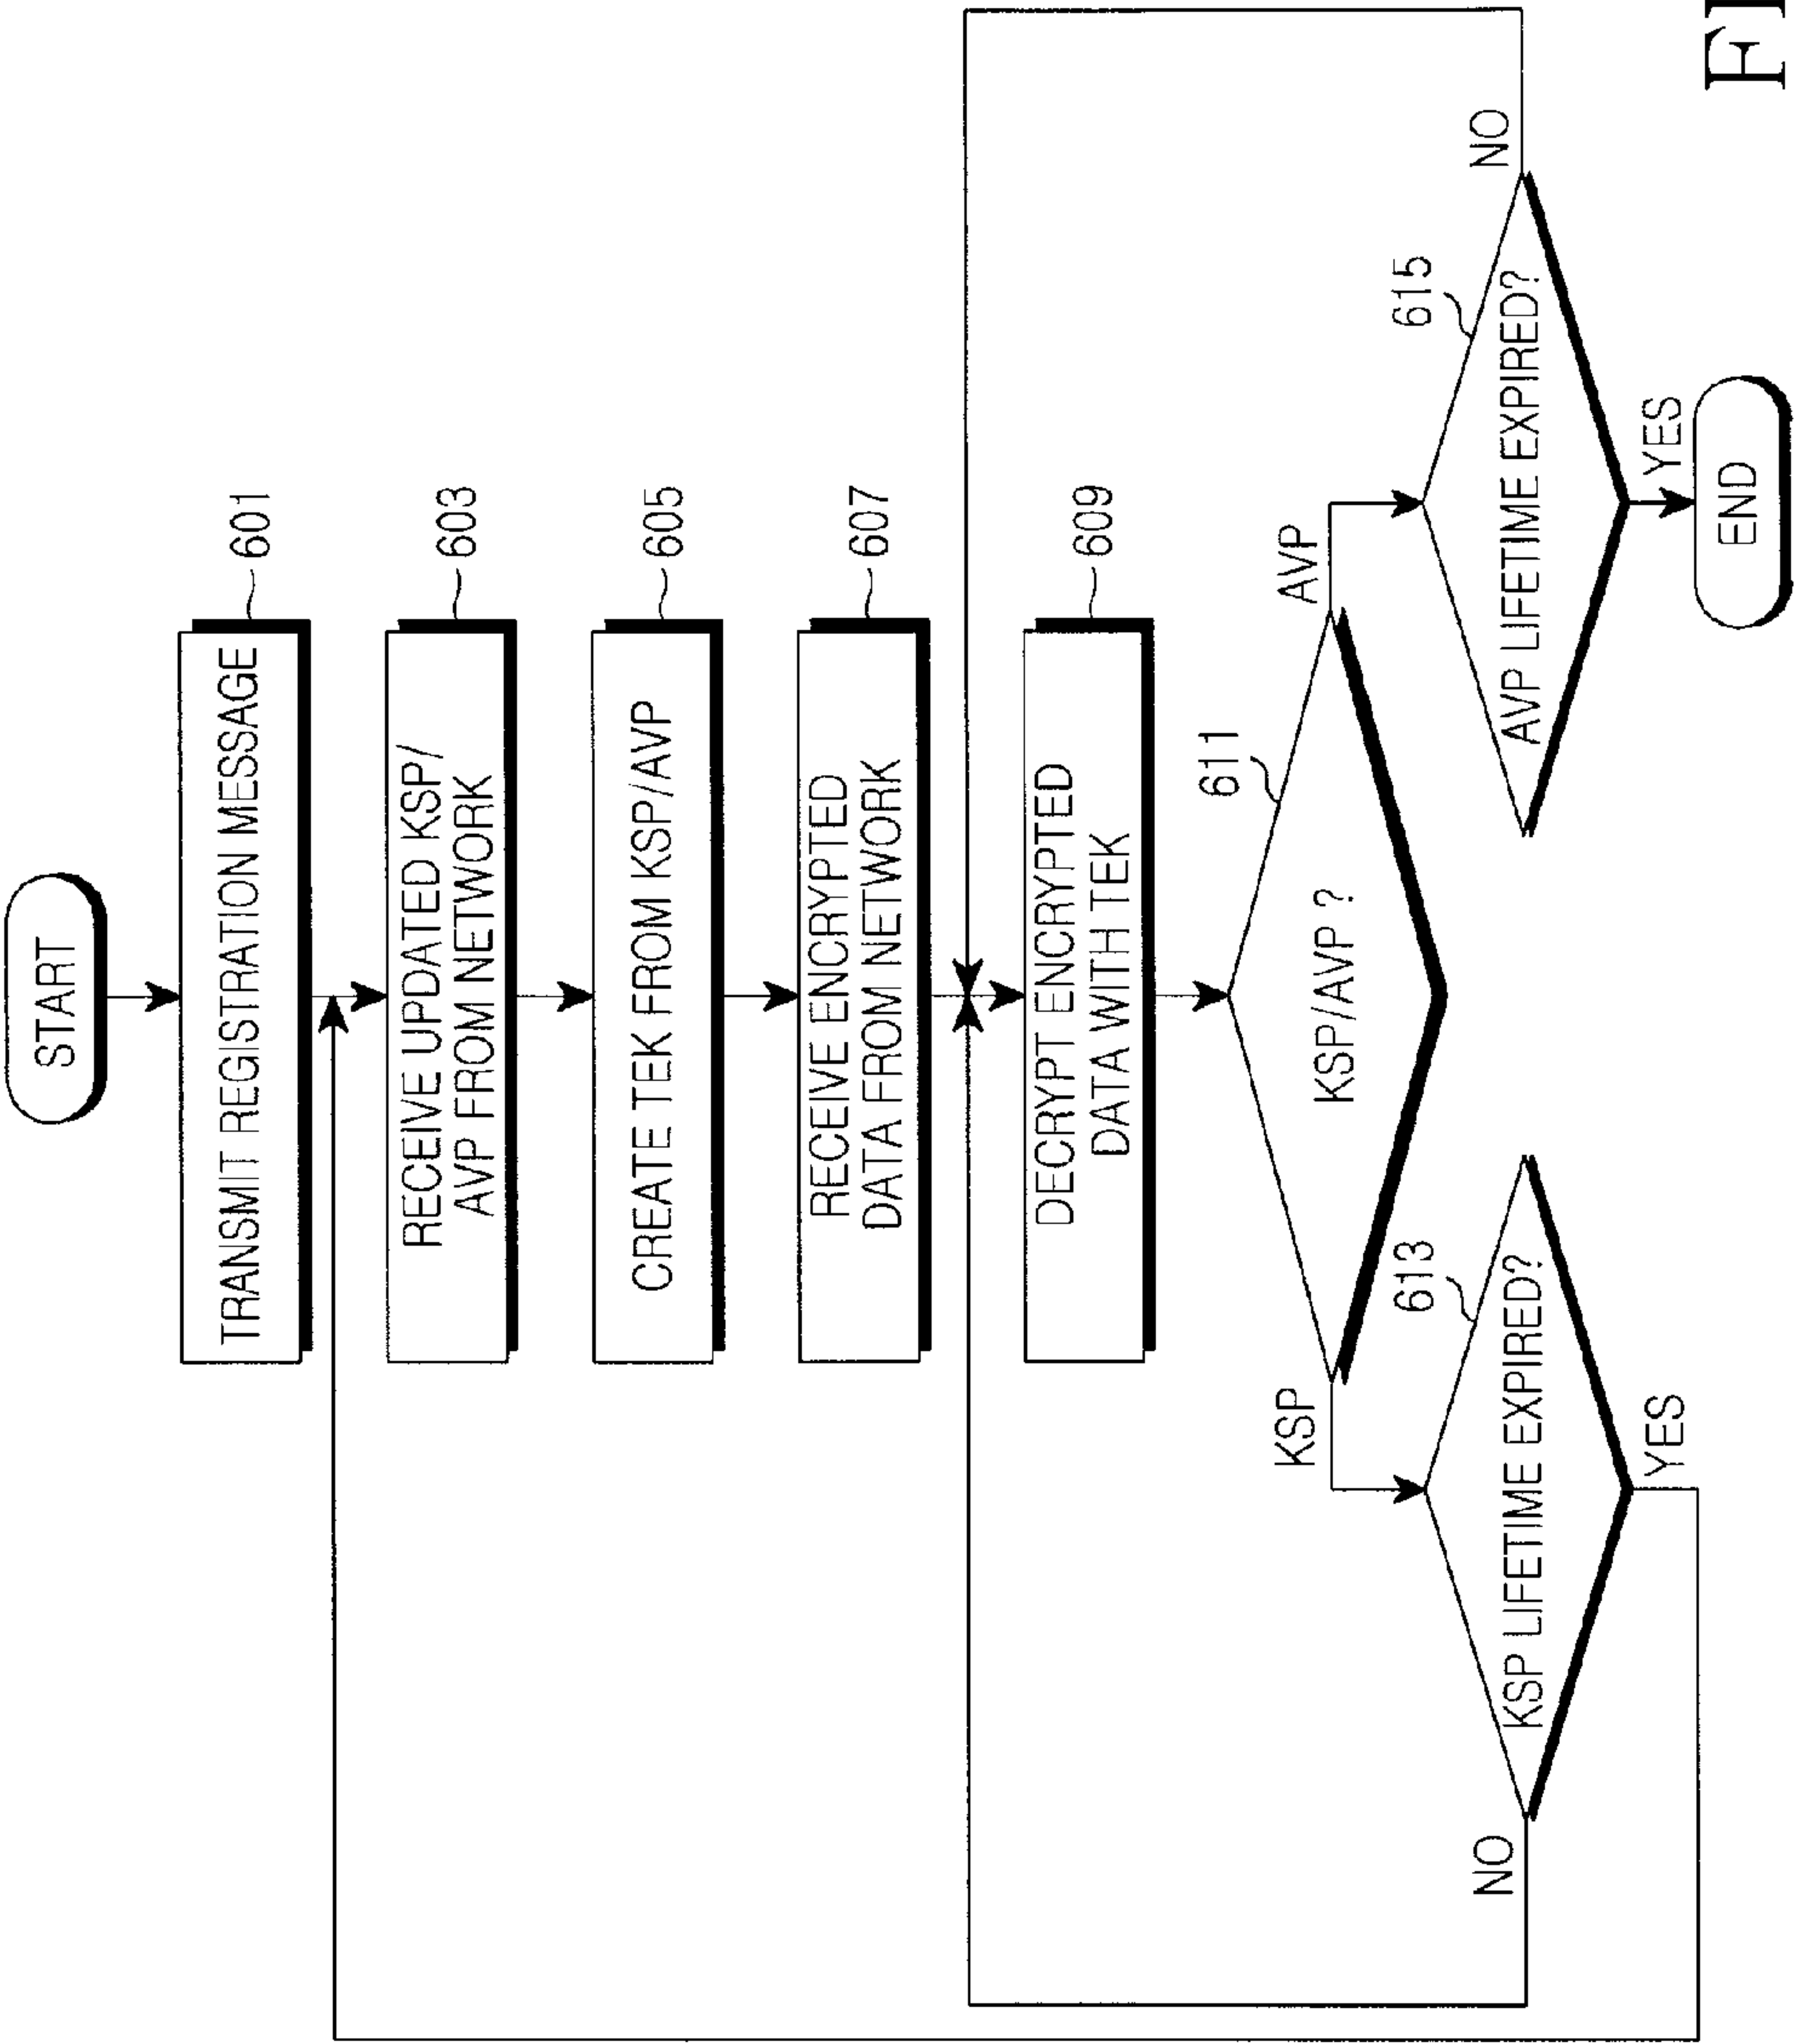 START
TRANSMIT REGISTRATION MESSAGE
601
RECEIVE UPDATED KSP/
AVP FROM NETWORK
603
CREATE TEK FROM KSP/AVP
605
RECEIVE ENCRYPTED
DATA FROM NETWORK
607
DECRYPT ENCRYPTED
DATA WITH TEK
609
611
KSP/AVP ?
KSP
AVP
613
KSP LIFETIME EXPIRED?
NO
YES
615
AVP LIFETIME EXPIRED?
NO
YES
END